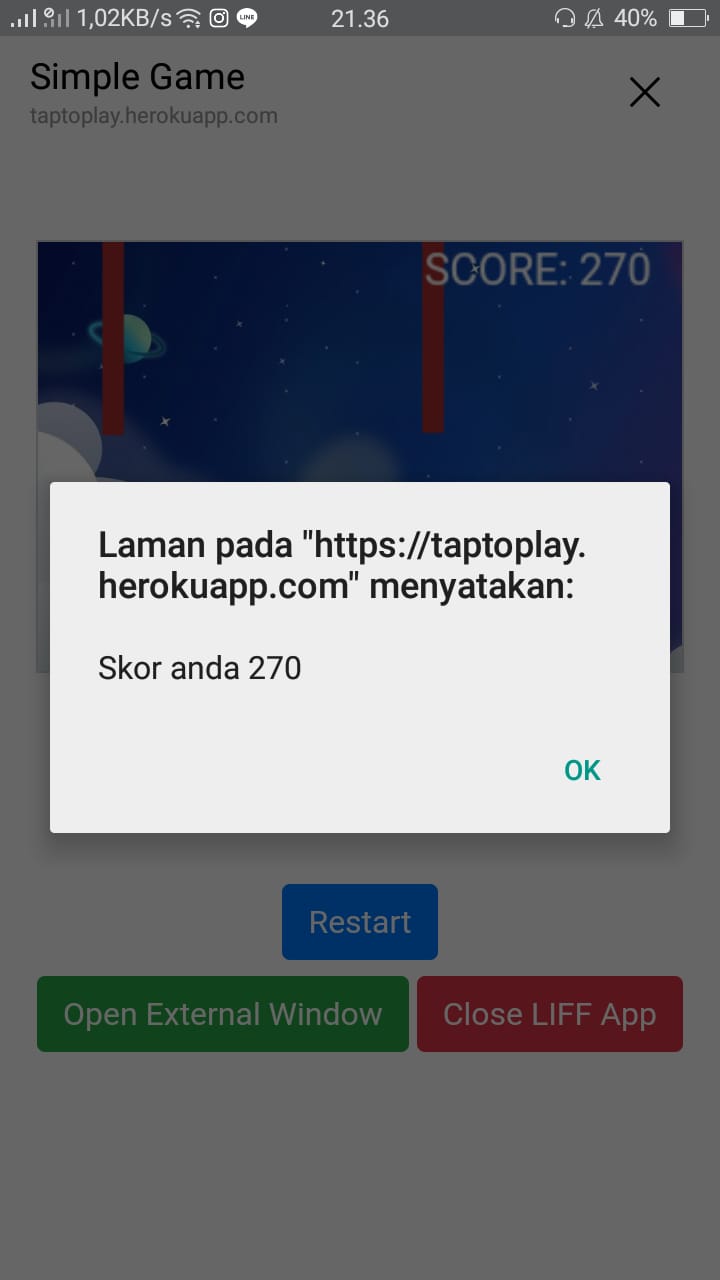 1,02KB/s LINE 21.36 40%
Simple Game
taptoplay.herokuapp.com
SCORE: 270
Laman pada "https://taptoplay.
herokuapp.com" menyatakan:
Skor anda 270
OK
Restart
Open External Window Close LIFF App